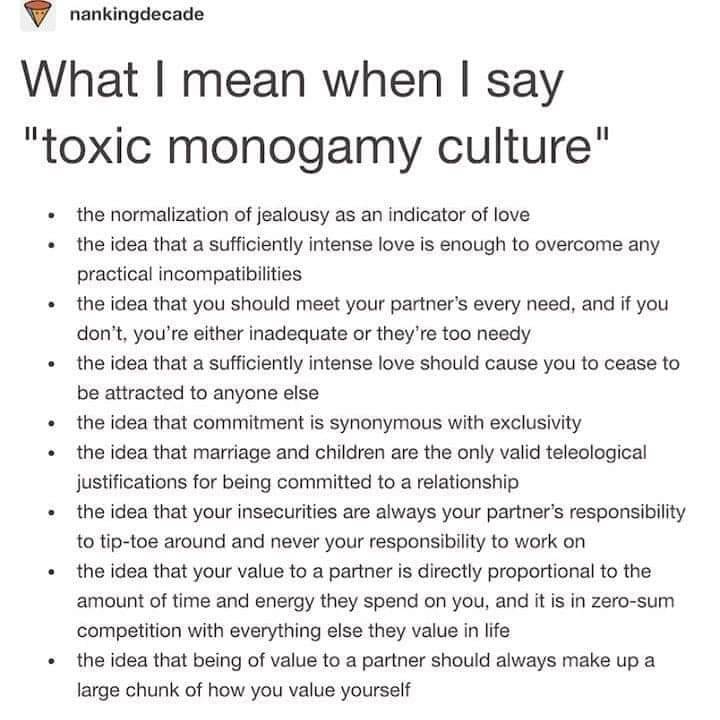 nankingdecade
What I mean when I say
"toxic monogamy culture"
• the normalization of jealousy as an indicator of love
• the idea that a sufficiently intense love is enough to overcome any
practical incompatibilities
• the idea that you should meet your partner’s every need, and if you
don’t, you’re either inadequate or they’re too needy
• the idea that a sufficiently intense love should cause you to cease to
be attracted to anyone else
• the idea that commitment is synonymous with exclusivity
• the idea that marriage and children are the only valid teleological
justifications for being committed to a relationship
• the idea that your insecurities are always your partner’s responsibility
to tip-toe around and never your responsibility to work on
• the idea that your value to a partner is directly proportional to the
amount of time and energy they spend on you, and it is in zero-sum
competition with everything else they value in life
• the idea that being of value to a partner should always make up a
large chunk of how you value yourself